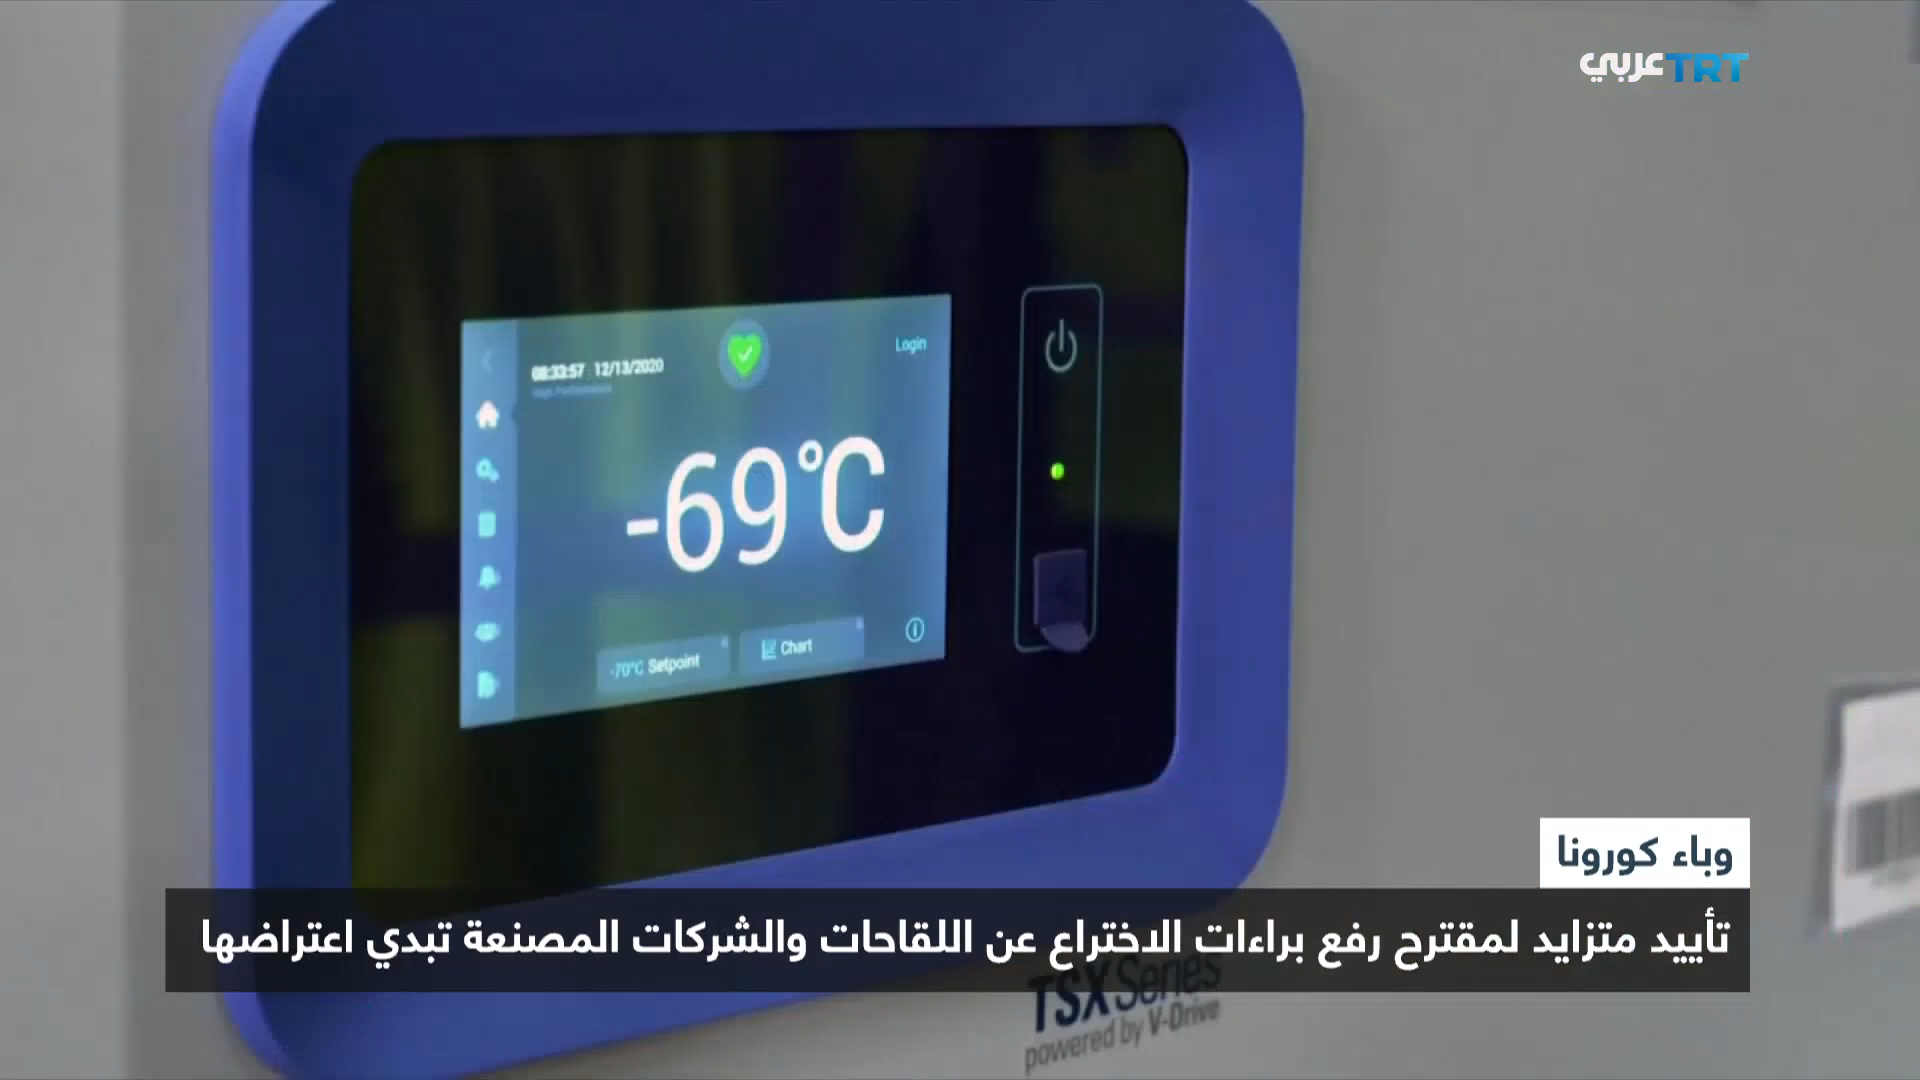 TRT عربي
Login
08:33:57 12/13/2020
-69°C
-70°C Setpoint
Chart
وباء كورونا
تأييد متزايد لمقترح رفع براءات الاختراع عن اللقاحات والشركات المصنعة تبدي اعتراضها
TSX Series
powered by V-Drive